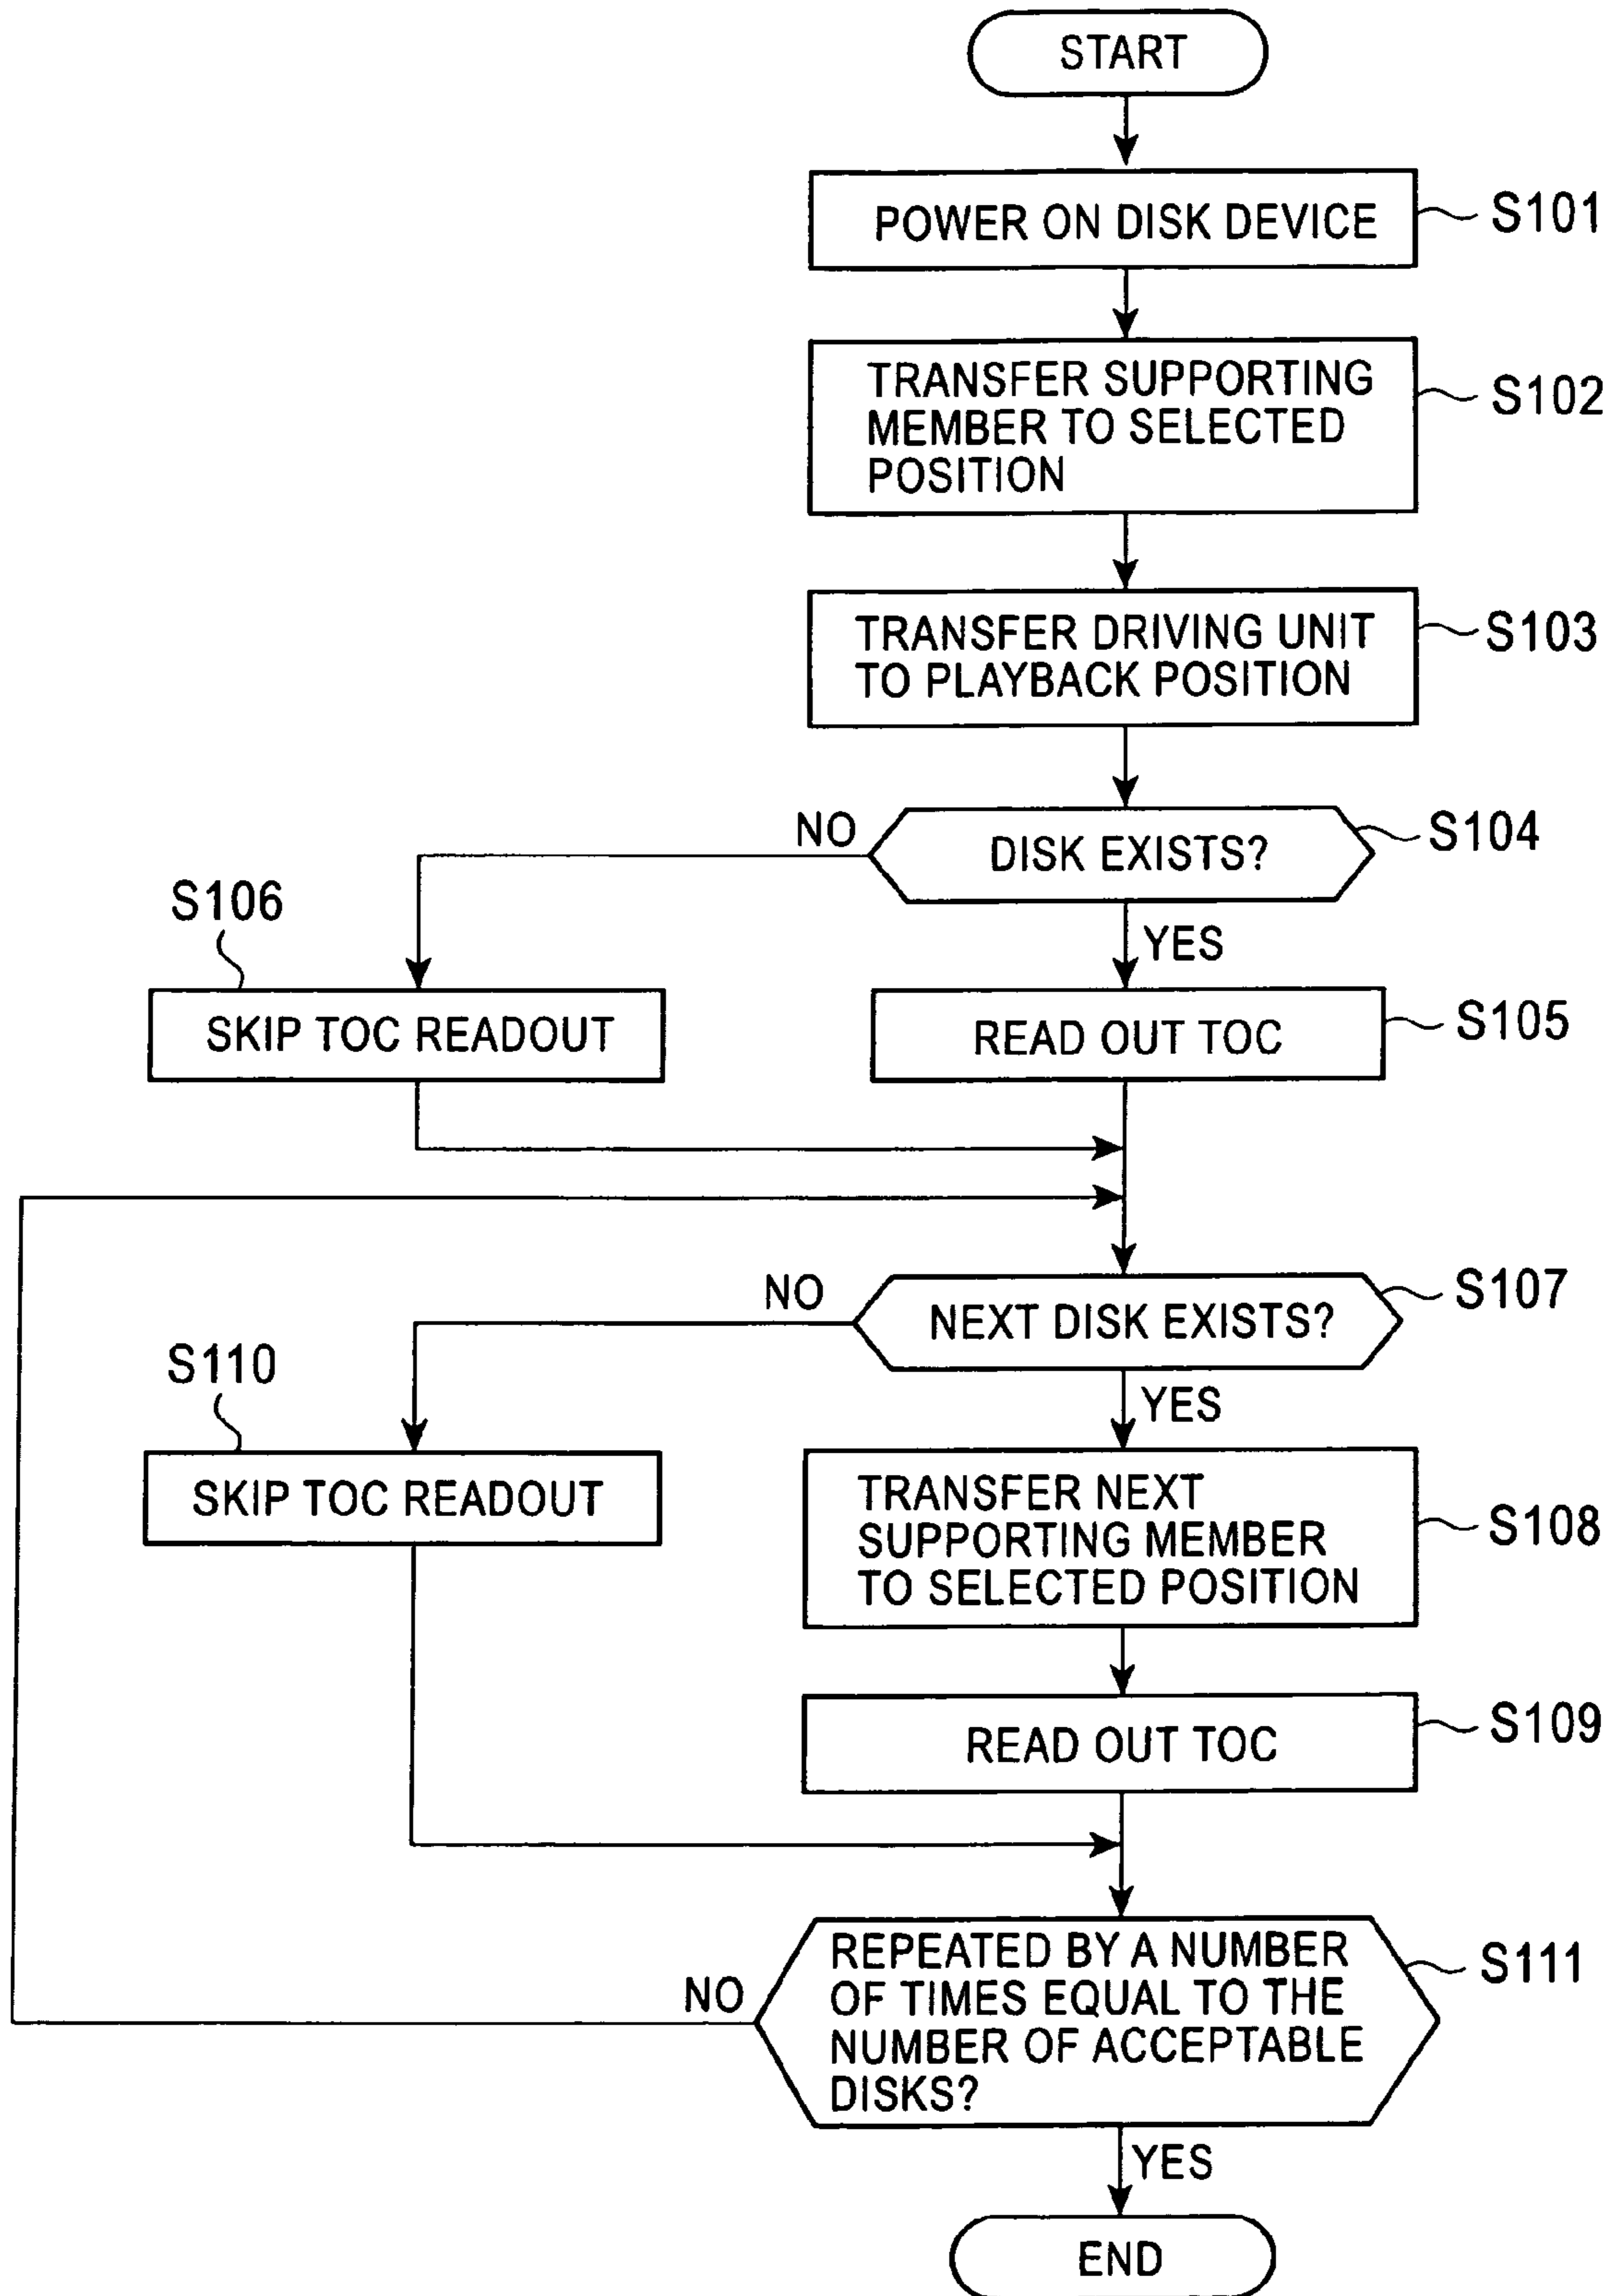 START
POWER ON DISK DEVICE
S101
TRANSFER SUPPORTING
MEMBER TO SELECTED
POSITION
S102
TRANSFER DRIVING UNIT
TO PLAYBACK POSITION
S103
NO
DISK EXISTS?
S104
YES
S106
SKIP TOC READOUT
READ OUT TOC
S105
NO
NEXT DISK EXISTS?
S107
YES
S110
SKIP TOC READOUT
TRANSFER NEXT
SUPPORTING MEMBER
TO SELECTED POSITION
S108
READ OUT TOC
S109
NO
REPEATED BY A NUMBER
OF TIMES EQUAL TO THE
NUMBER OF ACCEPTABLE
DISKS?
S111
YES
END